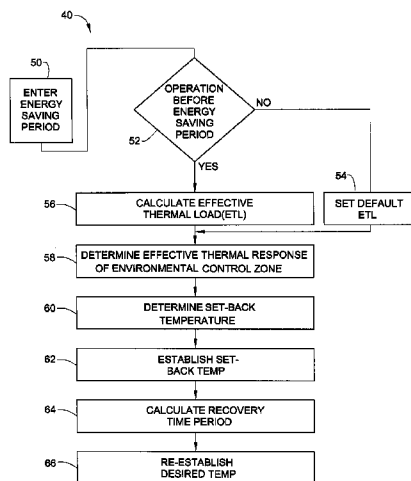 40
50
ENTER
ENERGY
SAVING
PERIOD
OPERATION
BEFORE
ENERGY
SAVING
PERIOD
52
NO
YES
54
SET DEFAULT
ETL
56
CALCULATE EFFECTIVE
THERMAL LOAD(ETL)
58
DETERMINE EFFECTIVE THERMAL RESPONSE
OF ENVIRONMENTAL CONTROL ZONE
60
DETERMINE SET-BACK
TEMPERATURE
62
ESTABLISH SET-
BACK TEMP
64
CALCULATE RECOVERY
TIME PERIOD
66
RE-ESTABLISH
DESIRED TEMP